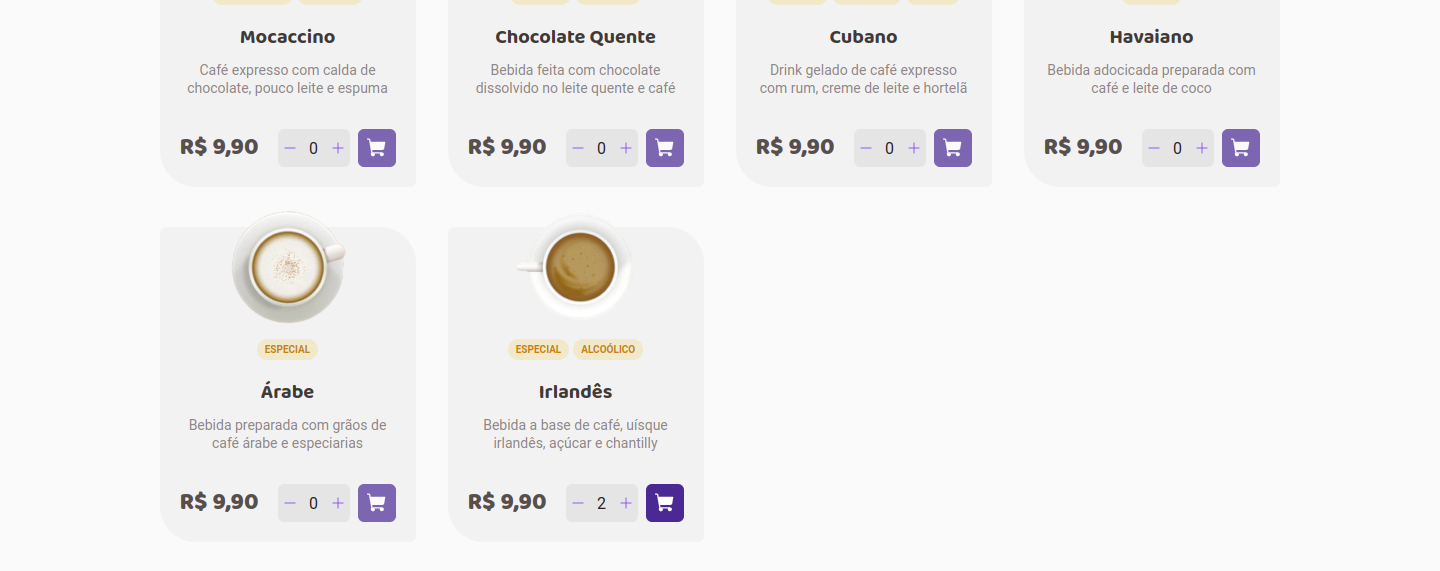 Mocaccino
Café expresso com calda de
chocolate, pouco leite e espuma
R$ 9,90
0
Chocolate Quente
Bebida feita com chocolate
dissolvido no leite quente e café
R$ 9,90
0
Cubano
Drink gelado de café expresso
com rum, creme de leite e hortelã
R$ 9,90
0
Havaiano
Bebida adocicada preparada com
café e leite de coco
R$ 9,90
0
ESPECIAL
Árabe
Bebida preparada com grãos de
café árabe e especiarias
R$ 9,90
0
ESPECIAL ALCOÓLICO
Irlandês
Bebida a base de café, uísque
irlandês, açúcar e chantilly
R$ 9,90
2